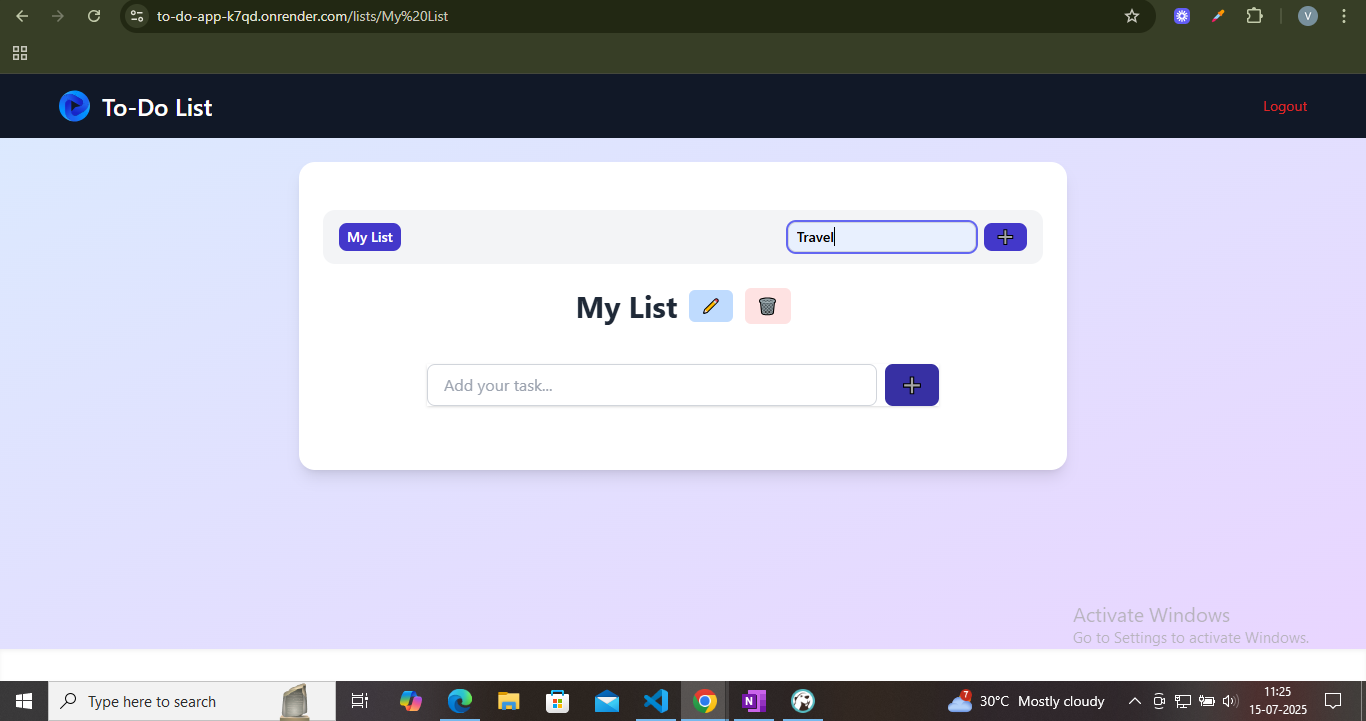 to-do-app-k7qd.onrender.com/lists/My%20List
V
To-Do List
Logout
My List
Travel
My List
Add your task...
Activate Windows
Go to Settings to activate Windows.
Type here to search
N
7
30°C Mostly cloudy
11:25
15-07-2025